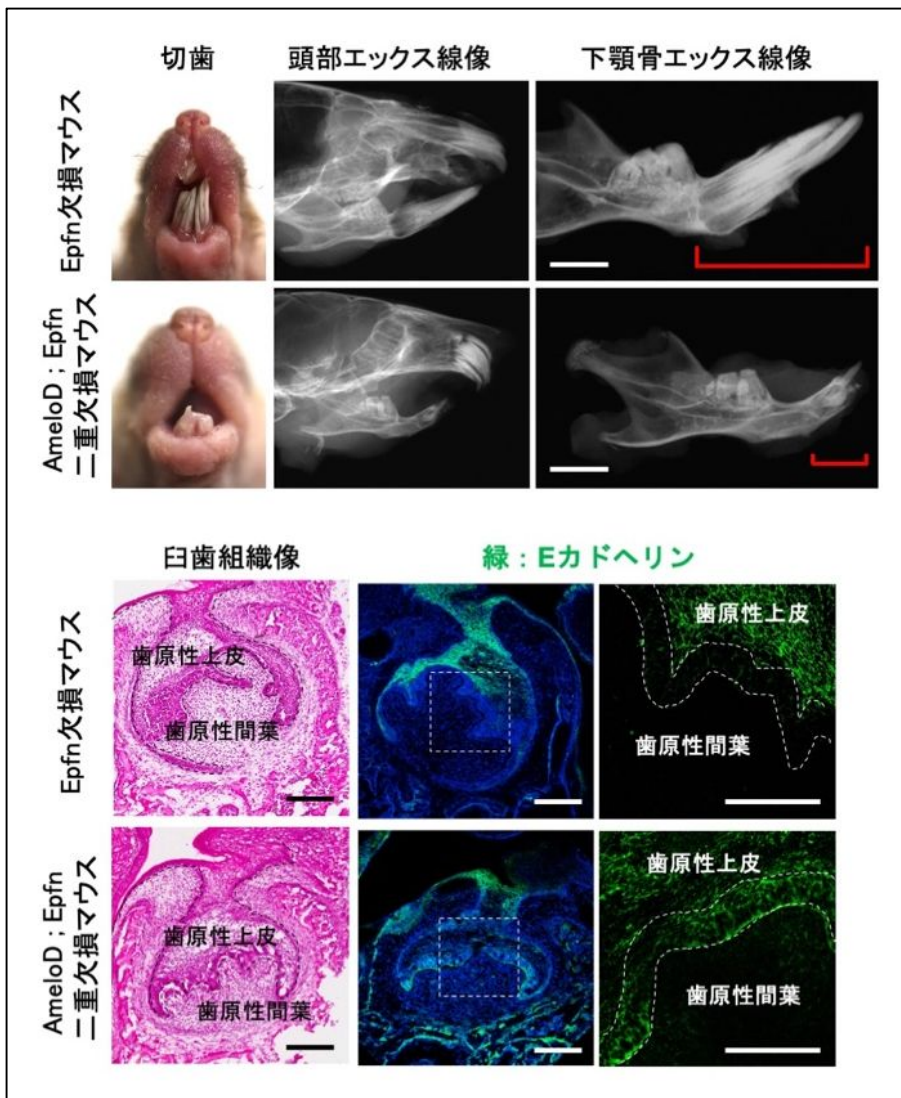 切歯
頭部エックス線像
下顎骨エックス線像
Epfn欠損マウス
AmeloD；Epfn
二重欠損マウス
臼歯組織像
緑：Eカドヘリン
Epfn欠損マウス
歯原性上皮
歯原性間葉
歯原性上皮
歯原性間葉
AmeloD；Epfn
二重欠損マウス
歯原性上皮
歯原性間葉
歯原性上皮
歯原性間葉